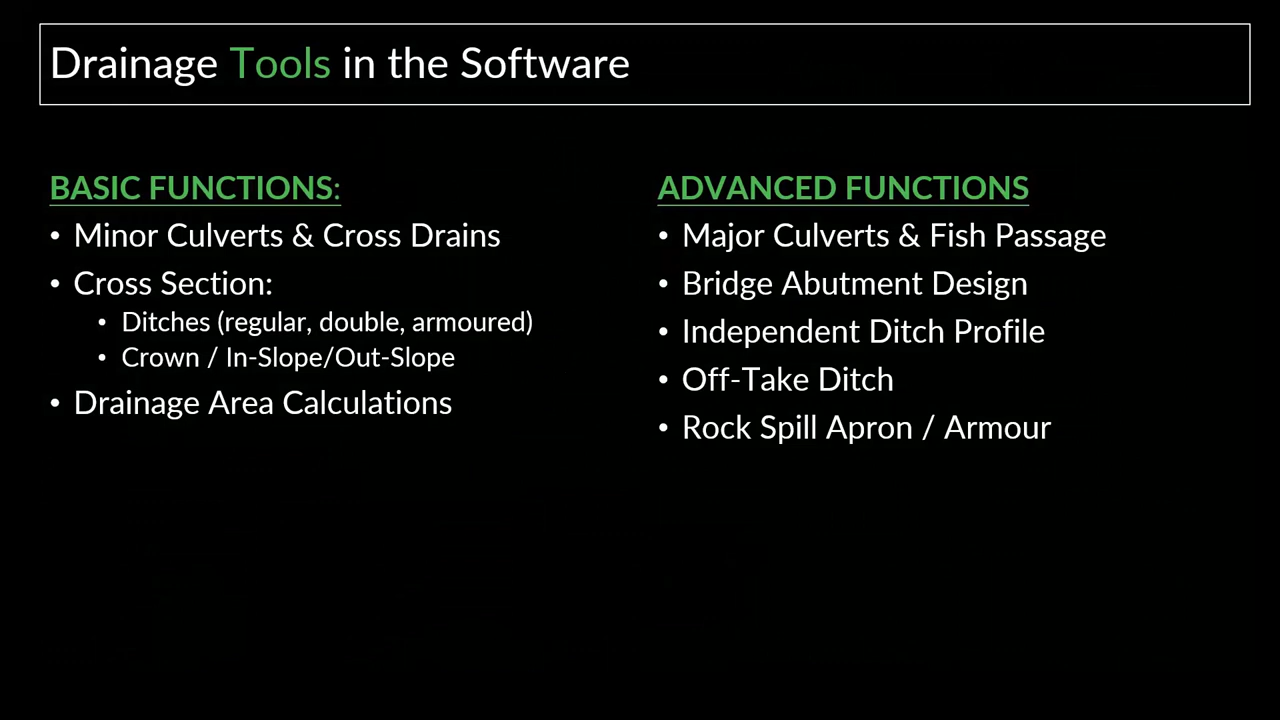 Drainage Tools in the Software
BASIC FUNCTIONS:
• Minor Culverts & Cross Drains
• Cross Section:
• Ditches (regular, double, armoured)
• Crown / In-Slope/Out-Slope
• Drainage Area Calculations
ADVANCED FUNCTIONS
• Major Culverts & Fish Passage
• Bridge Abutment Design
• Independent Ditch Profile
• Off-Take Ditch
• Rock Spill Apron / Armour